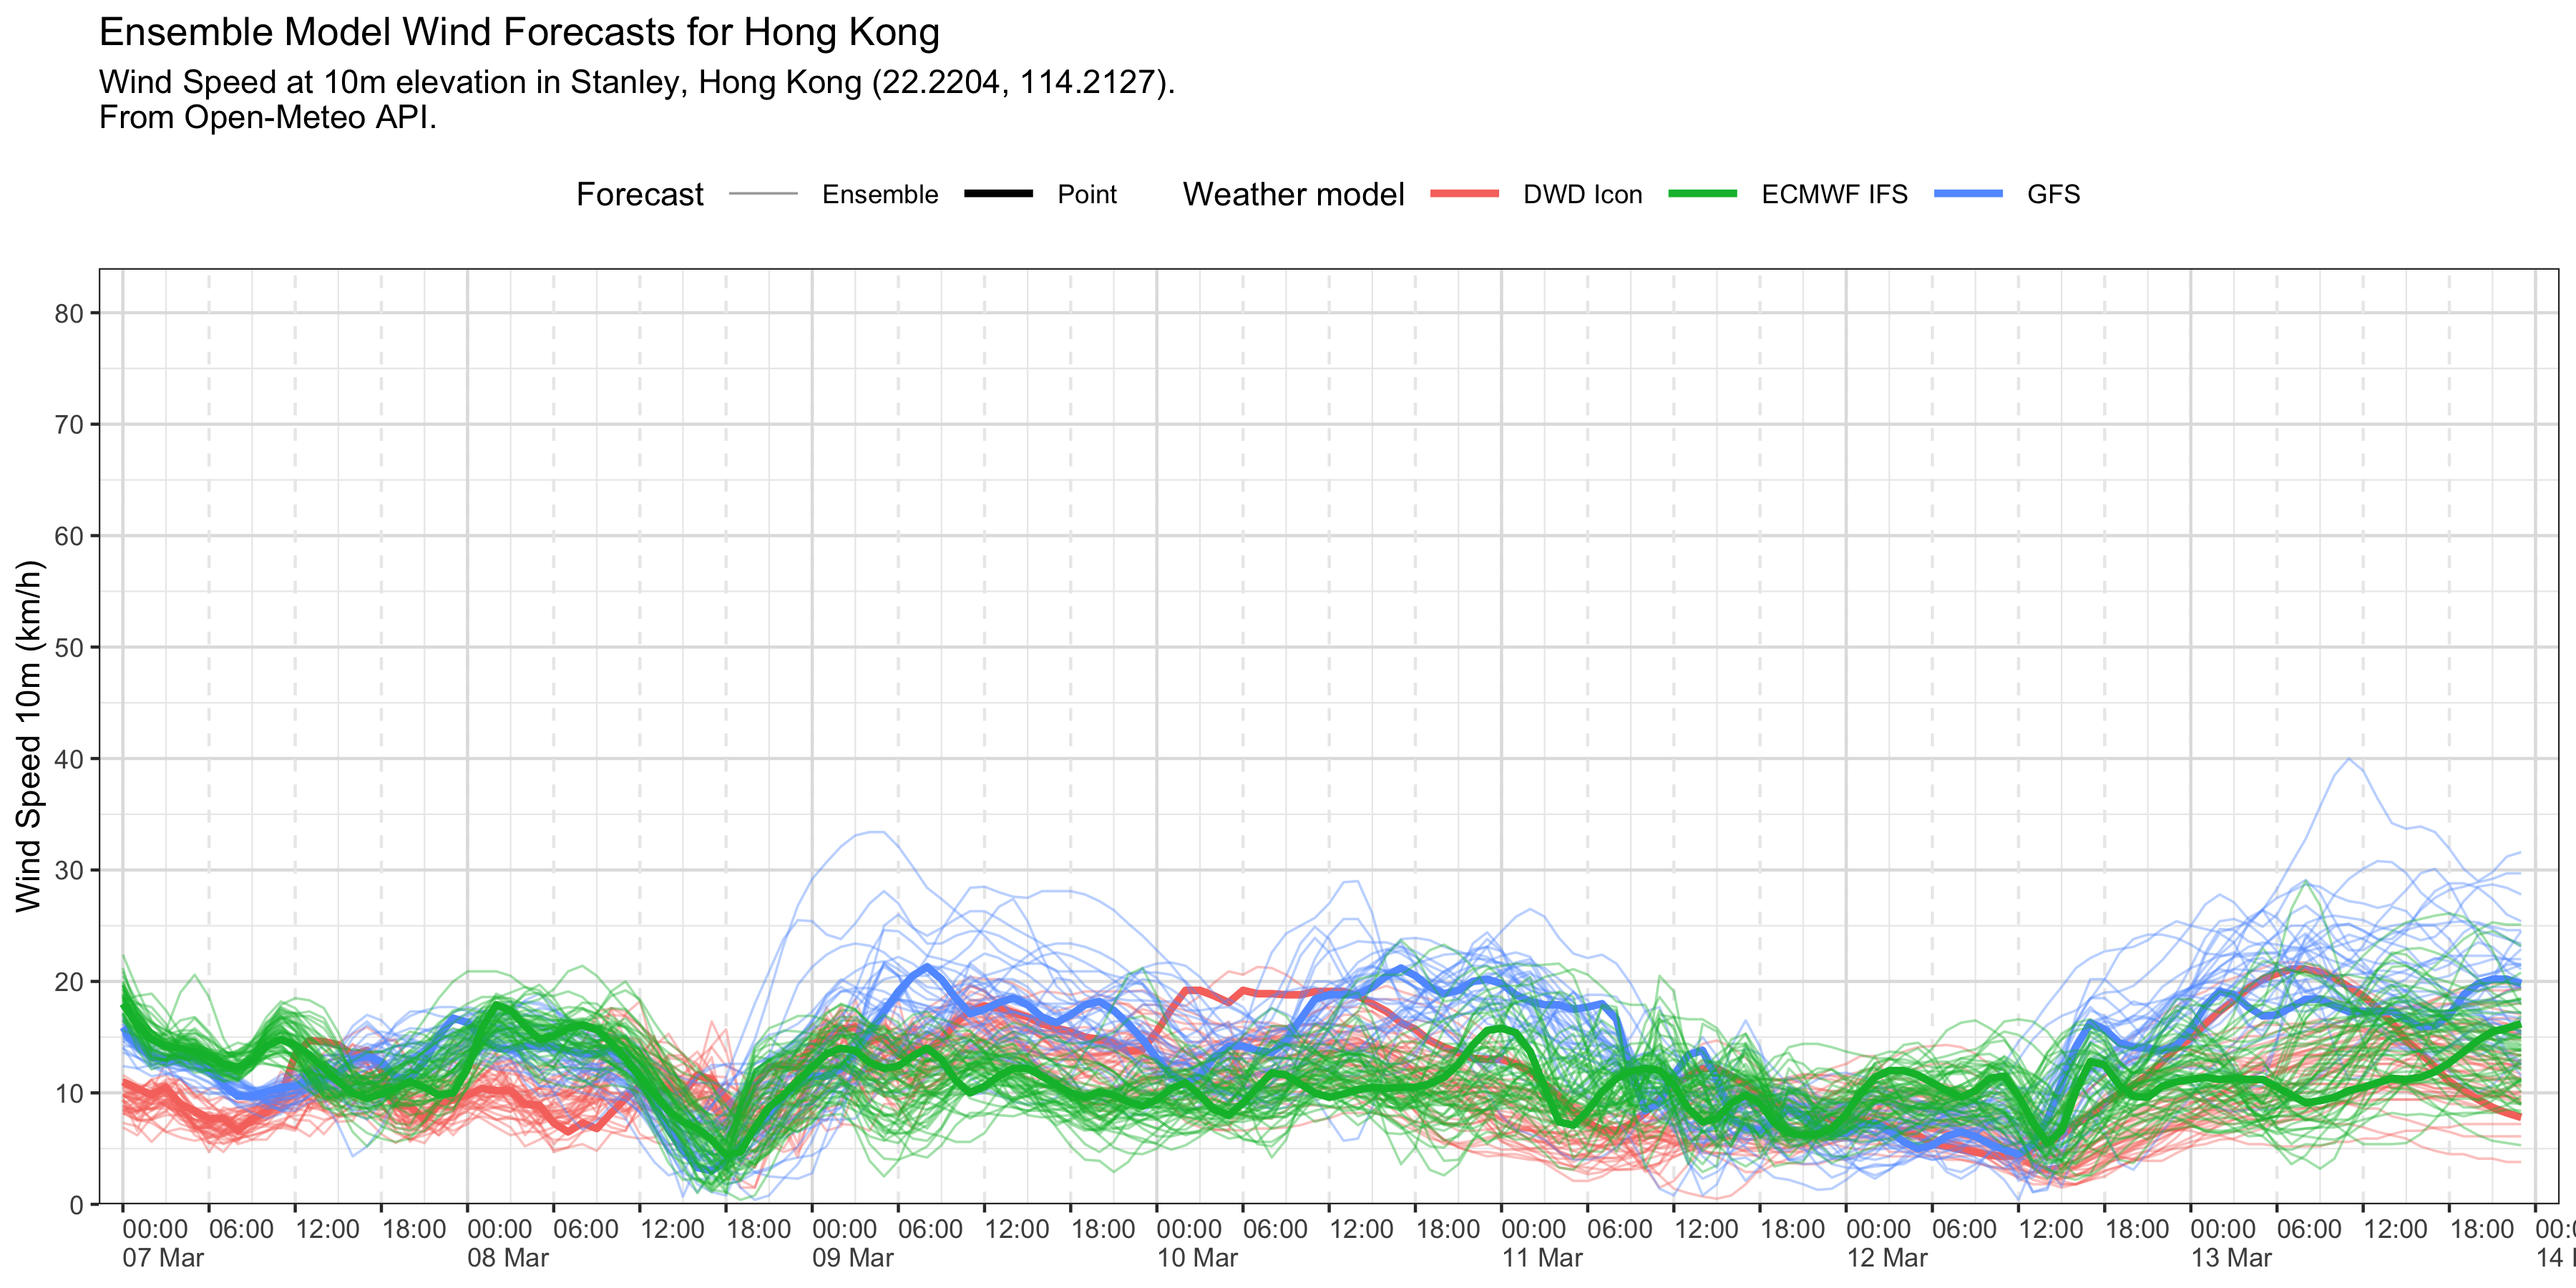 Ensemble Model Wind Forecasts for Hong Kong
Wind Speed at 10m elevation in Stanley, Hong Kong (22.2204, 114.2127).
From Open-Meteo API.
Forecast Ensemble Point Weather model DWD Icon ECMWF IFS GFS
Wind Speed 10m (km/h)
80
70
60
50
40
30
20
10
0
00:00 06:00 12:00 18:00 00:00 06:00 12:00 18:00 00:00 06:00 12:00 18:00 00:00 06:00 12:00 18:00 00:00 06:00 12:00 18:00 00:00 06:00 12:00 18:00 00:00 06:00 12:00 18:00
07 Mar 08 Mar 09 Mar 10 Mar 11 Mar 12 Mar 13 Mar 14